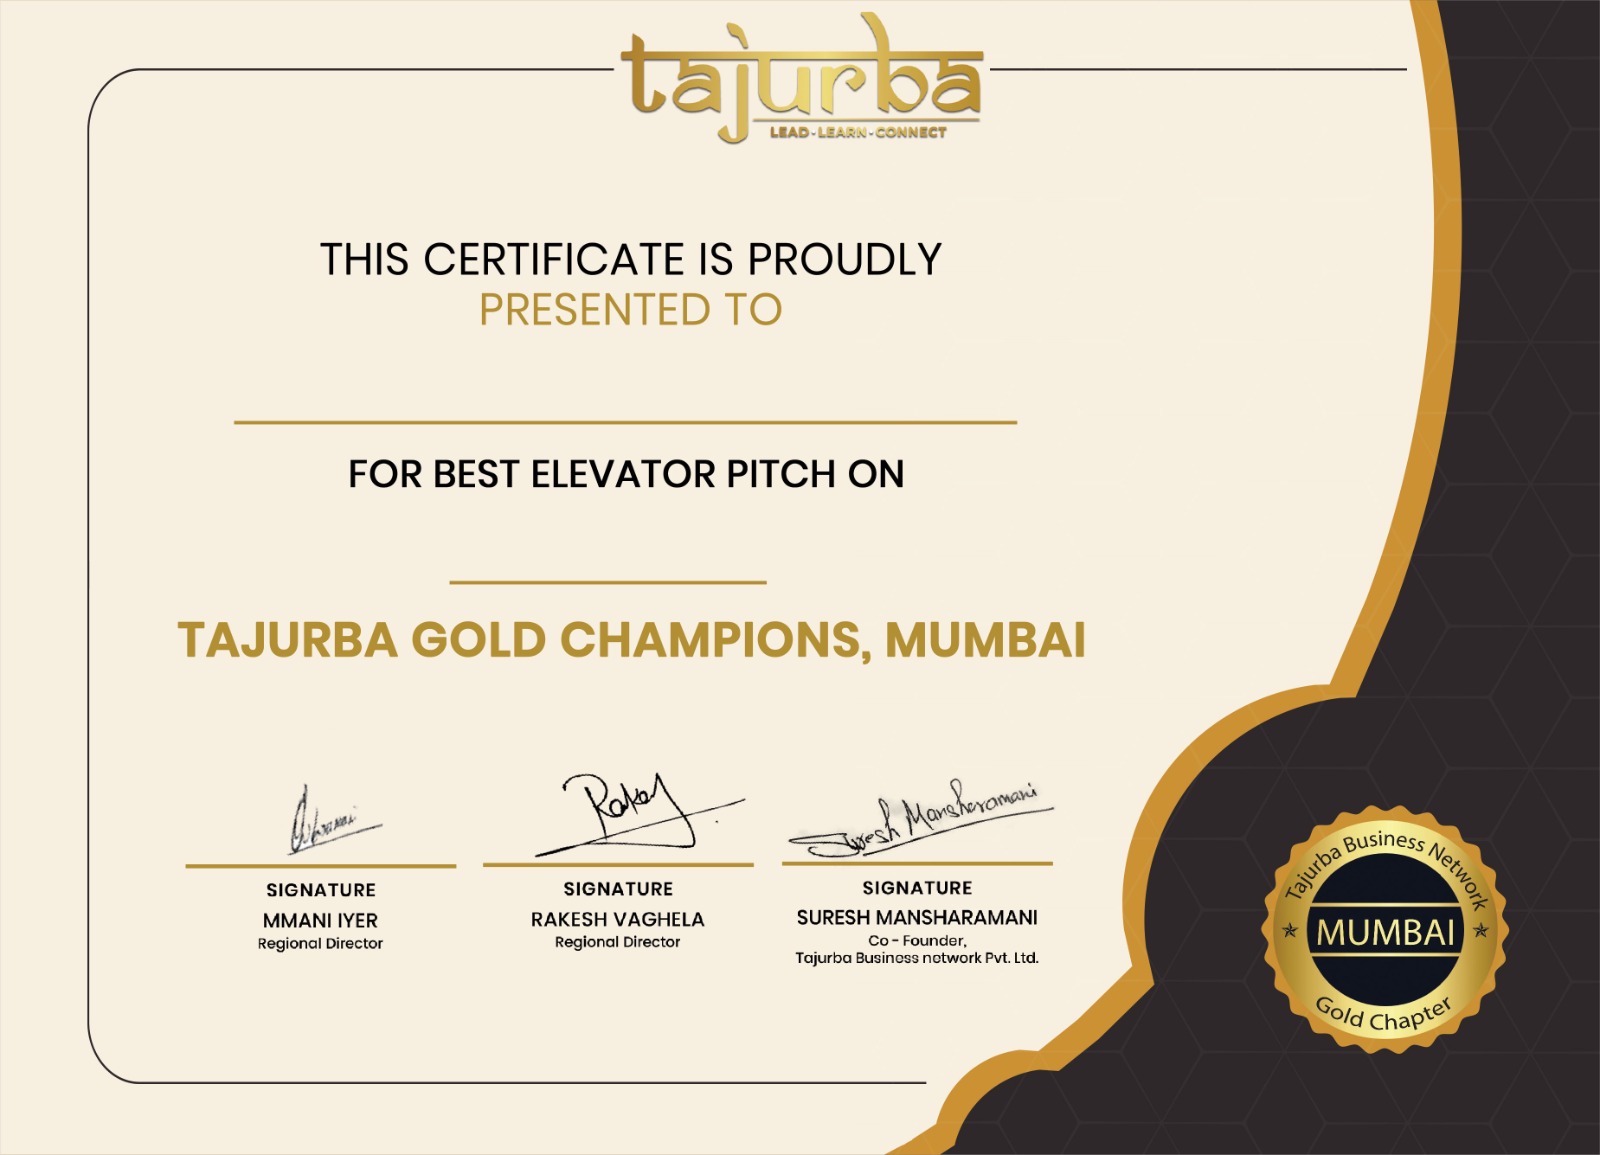 tajurba
LEAD-LEARN-CONNECT
THIS CERTIFICATE IS PROUDLY
PRESENTED TO
FOR BEST ELEVATOR PITCH ON
TAJURBA GOLD CHAMPIONS, MUMBAI
Rakesh
Suresh Mansharamani
SIGNATURE
MMANI IYER
Regional Director
SIGNATURE
RAKESH VAGHELA
Regional Director
SIGNATURE
SURESH MANSHARAMANI
Co - Founder,
Tajurba Business network Pvt. Ltd.
Tajurba Business Network
MUMBAI
Gold Chapter